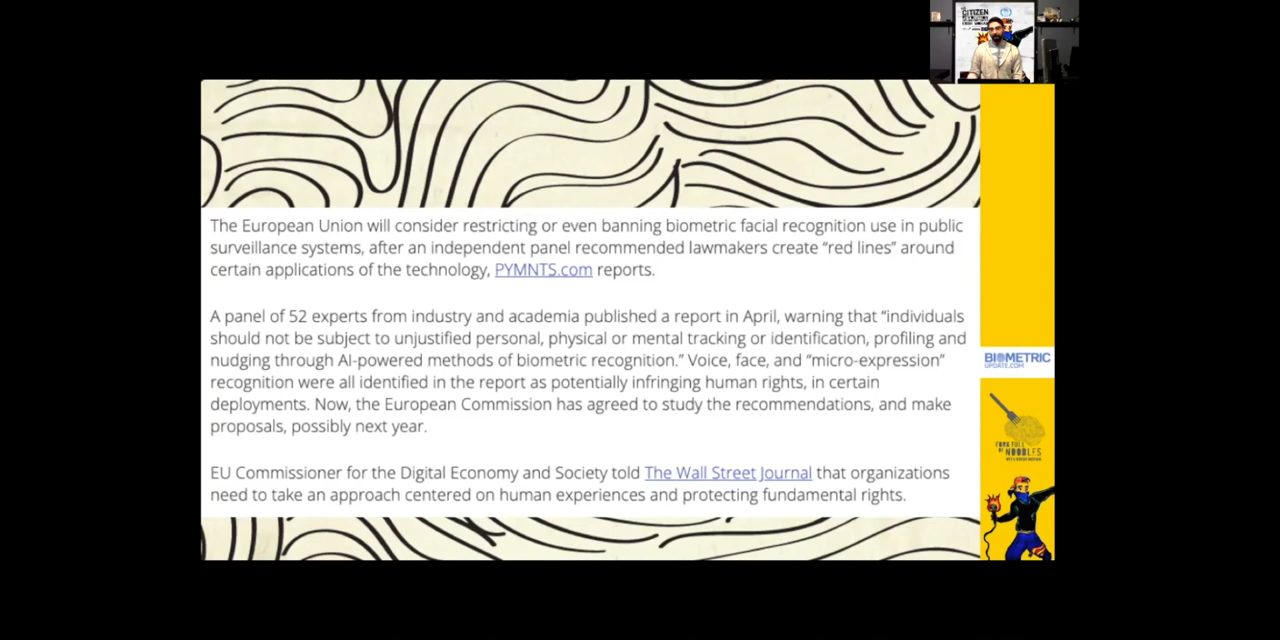 CITIZEN
The European Union will consider restricting or even banning biometric facial recognition use in public
surveillance systems, after an independent panel recommended lawmakers create “red lines” around
certain applications of the technology, PYMNTS.com reports.
A panel of 52 experts from industry and academia published a report in April, warning that “individuals
should not be subject to unjustified personal, physical or mental tracking or identification, profiling and
nudging through AI-powered methods of biometric recognition.” Voice, face, and “micro-expression”
recognition were all identified in the report as potentially infringing human rights, in certain
deployments. Now, the European Commission has agreed to study the recommendations, and make
proposals, possibly next year.
EU Commissioner for the Digital Economy and Society told The Wall Street Journal that organizations
need to take an approach centered on human experiences and protecting fundamental rights.
BIOMETRIC
UPDATE.COM
FORK FULL
OF NOODLES